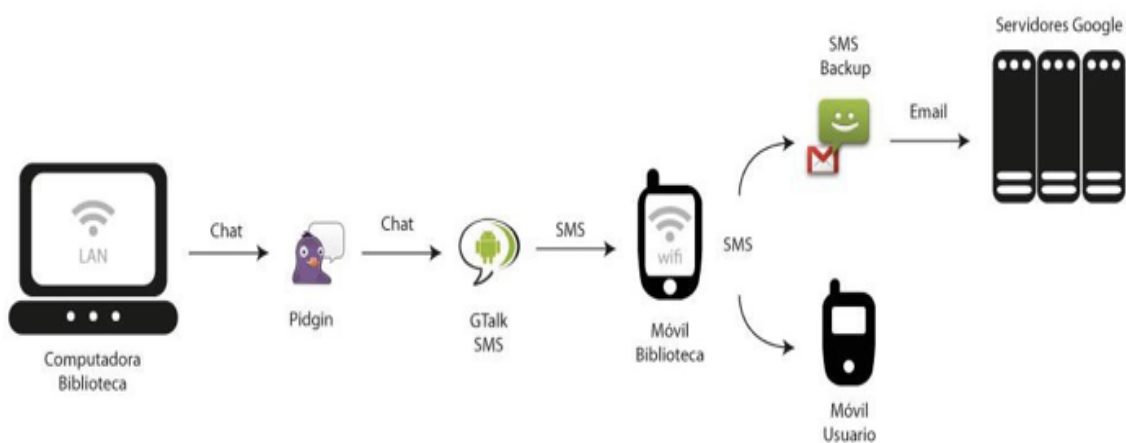 Servidores Google
SMS
Backup
Email
LAN
Chat
Chat
SMS
wifi
SMS
Pidgin
GTalk
SMS
Móvil
Biblioteca
Computadora
Biblioteca
Móvil
Usuario